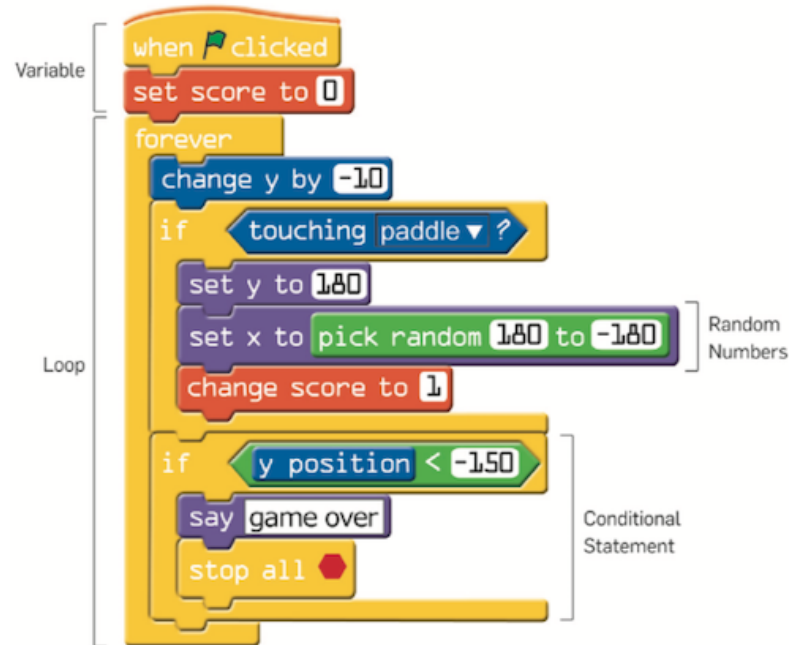 when clicked
Variable
set score to 0
forever
change y by -10
if touching paddle ?
set y to 180
set x to pick random 180 to -180
Random
Numbers
Loop
change score to 1
if y position < -150
say game over
Conditional
Statement
stop all